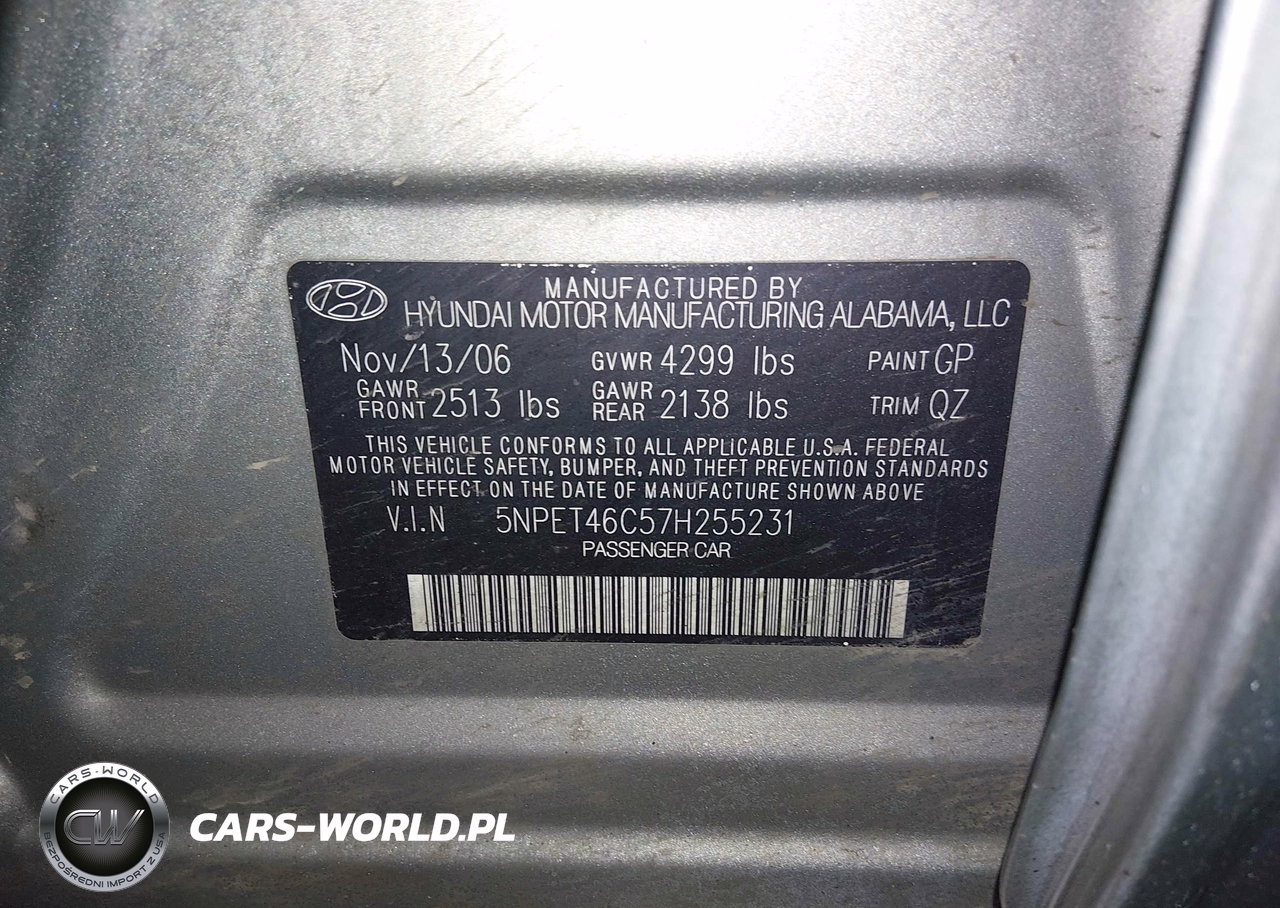 MANUFACTURED BY
HYUNDAI MOTOR MANUFACTURING ALABAMA, LLC
Nov/13/06 GVWR 4299 lbs PAINT GP
GAWR FRONT 2513 lbs GAWR REAR 2138 lbs TRIM QZ
THIS VEHICLE CONFORMS TO ALL APPLICABLE U.S.A. FEDERAL
MOTOR VEHICLE SAFETY, BUMPER, AND THEFT PREVENTION STANDARDS
IN EFFECT ON THE DATE OF MANUFACTURE SHOWN ABOVE
V.I.N 5NPET46C57H255231
PASSENGER CAR
CARS-WORLD
CW
BEZPOŚREDNI IMPORT Z USA
CARS-WORLD.PL